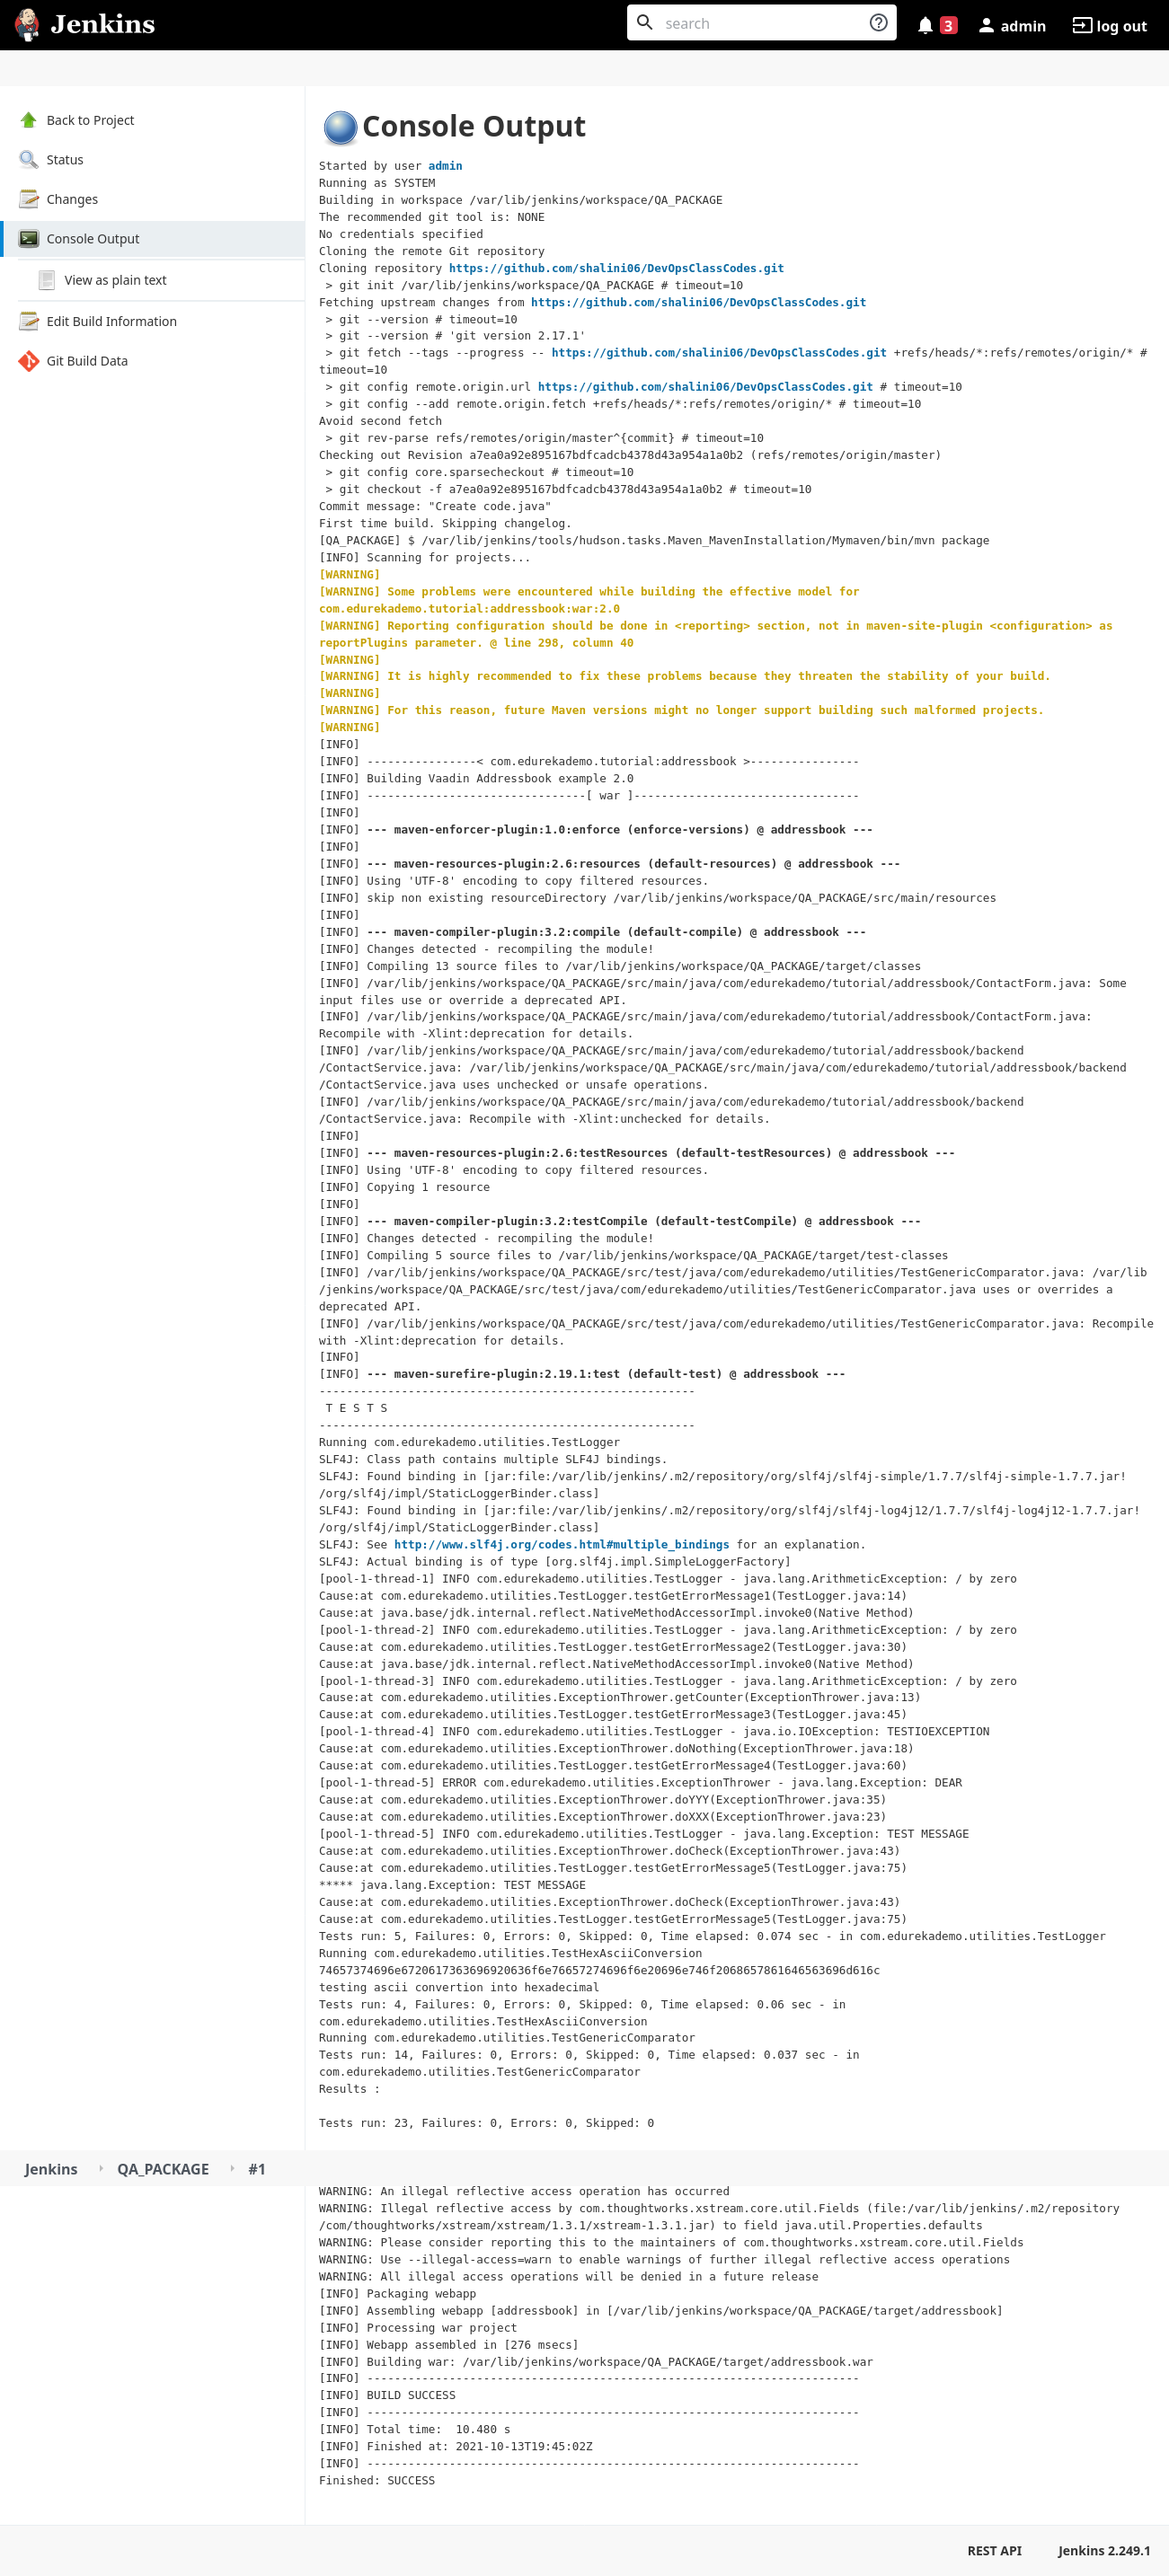 Jenkins
search
3
admin
log out
Back to Project
Status
Changes
Console Output
View as plain text
Edit Build Information
Git Build Data
Console Output
Started by user admin
Running as SYSTEM
Building in workspace /var/lib/jenkins/workspace/QA_PACKAGE
The recommended git tool is: NONE
No credentials specified
Cloning the remote Git repository
Cloning repository https://github.com/shalini06/DevOpsClassCodes.git
 > git init /var/lib/jenkins/workspace/QA_PACKAGE # timeout=10
Fetching upstream changes from https://github.com/shalini06/DevOpsClassCodes.git
 > git --version # timeout=10
 > git --version # 'git version 2.17.1'
 > git fetch --tags --progress -- https://github.com/shalini06/DevOpsClassCodes.git +refs/heads/*:refs/remotes/origin/* #
timeout=10
 > git config remote.origin.url https://github.com/shalini06/DevOpsClassCodes.git # timeout=10
 > git config --add remote.origin.fetch +refs/heads/*:refs/remotes/origin/* # timeout=10
Avoid second fetch
 > git rev-parse refs/remotes/origin/master^{commit} # timeout=10
Checking out Revision a7ea0a92e895167bdfcadcb4378d43a954a1a0b2 (refs/remotes/origin/master)
 > git config core.sparsecheckout # timeout=10
 > git checkout -f a7ea0a92e895167bdfcadcb4378d43a954a1a0b2 # timeout=10
Commit message: "Create code.java"
First time build. Skipping changelog.
[QA_PACKAGE] $ /var/lib/jenkins/tools/hudson.tasks.Maven_MavenInstallation/Mymaven/bin/mvn package
[INFO] Scanning for projects...
[WARNING]
[WARNING] Some problems were encountered while building the effective model for
com.edurekademo.tutorial:addressbook:war:2.0
[WARNING] Reporting configuration should be done in <reporting> section, not in maven-site-plugin <configuration> as
reportPlugins parameter. @ line 298, column 40
[WARNING]
[WARNING] It is highly recommended to fix these problems because they threaten the stability of your build.
[WARNING]
[WARNING] For this reason, future Maven versions might no longer support building such malformed projects.
[WARNING]
[INFO]
[INFO] ----------------< com.edurekademo.tutorial:addressbook >----------------
[INFO] Building Vaadin Addressbook example 2.0
[INFO] --------------------------------[ war ]---------------------------------
[INFO]
[INFO] --- maven-enforcer-plugin:1.0:enforce (enforce-versions) @ addressbook ---
[INFO]
[INFO] --- maven-resources-plugin:2.6:resources (default-resources) @ addressbook ---
[INFO] Using 'UTF-8' encoding to copy filtered resources.
[INFO] skip non existing resourceDirectory /var/lib/jenkins/workspace/QA_PACKAGE/src/main/resources
[INFO]
[INFO] --- maven-compiler-plugin:3.2:compile (default-compile) @ addressbook ---
[INFO] Changes detected - recompiling the module!
[INFO] Compiling 13 source files to /var/lib/jenkins/workspace/QA_PACKAGE/target/classes
[INFO] /var/lib/jenkins/workspace/QA_PACKAGE/src/main/java/com/edurekademo/tutorial/addressbook/ContactForm.java: Some
input files use or override a deprecated API.
[INFO] /var/lib/jenkins/workspace/QA_PACKAGE/src/main/java/com/edurekademo/tutorial/addressbook/ContactForm.java:
Recompile with -Xlint:deprecation for details.
[INFO] /var/lib/jenkins/workspace/QA_PACKAGE/src/main/java/com/edurekademo/tutorial/addressbook/backend
/ContactService.java: /var/lib/jenkins/workspace/QA_PACKAGE/src/main/java/com/edurekademo/tutorial/addressbook/backend
/ContactService.java uses unchecked or unsafe operations.
[INFO] /var/lib/jenkins/workspace/QA_PACKAGE/src/main/java/com/edurekademo/tutorial/addressbook/backend
/ContactService.java: Recompile with -Xlint:unchecked for details.
[INFO]
[INFO] --- maven-resources-plugin:2.6:testResources (default-testResources) @ addressbook ---
[INFO] Using 'UTF-8' encoding to copy filtered resources.
[INFO] Copying 1 resource
[INFO]
[INFO] --- maven-compiler-plugin:3.2:testCompile (default-testCompile) @ addressbook ---
[INFO] Changes detected - recompiling the module!
[INFO] Compiling 5 source files to /var/lib/jenkins/workspace/QA_PACKAGE/target/test-classes
[INFO] /var/lib/jenkins/workspace/QA_PACKAGE/src/test/java/com/edurekademo/utilities/TestGenericComparator.java: /var/lib
/jenkins/workspace/QA_PACKAGE/src/test/java/com/edurekademo/utilities/TestGenericComparator.java uses or overrides a
deprecated API.
[INFO] /var/lib/jenkins/workspace/QA_PACKAGE/src/test/java/com/edurekademo/utilities/TestGenericComparator.java: Recompile
with -Xlint:deprecation for details.
[INFO]
[INFO] --- maven-surefire-plugin:2.19.1:test (default-test) @ addressbook ---
-------------------------------------------------------
 T E S T S
-------------------------------------------------------
Running com.edurekademo.utilities.TestLogger
SLF4J: Class path contains multiple SLF4J bindings.
SLF4J: Found binding in [jar:file:/var/lib/jenkins/.m2/repository/org/slf4j/slf4j-simple/1.7.7/slf4j-simple-1.7.7.jar!
/org/slf4j/impl/StaticLoggerBinder.class]
SLF4J: Found binding in [jar:file:/var/lib/jenkins/.m2/repository/org/slf4j/slf4j-log4j12/1.7.7/slf4j-log4j12-1.7.7.jar!
/org/slf4j/impl/StaticLoggerBinder.class]
SLF4J: See http://www.slf4j.org/codes.html#multiple_bindings for an explanation.
SLF4J: Actual binding is of type [org.slf4j.impl.SimpleLoggerFactory]
[pool-1-thread-1] INFO com.edurekademo.utilities.TestLogger - java.lang.ArithmeticException: / by zero
Cause:at com.edurekademo.utilities.TestLogger.testGetErrorMessage1(TestLogger.java:14)
Cause:at java.base/jdk.internal.reflect.NativeMethodAccessorImpl.invoke0(Native Method)
[pool-1-thread-2] INFO com.edurekademo.utilities.TestLogger - java.lang.ArithmeticException: / by zero
Cause:at com.edurekademo.utilities.TestLogger.testGetErrorMessage2(TestLogger.java:30)
Cause:at java.base/jdk.internal.reflect.NativeMethodAccessorImpl.invoke0(Native Method)
[pool-1-thread-3] INFO com.edurekademo.utilities.TestLogger - java.lang.ArithmeticException: / by zero
Cause:at com.edurekademo.utilities.ExceptionThrower.getCounter(ExceptionThrower.java:13)
Cause:at com.edurekademo.utilities.TestLogger.testGetErrorMessage3(TestLogger.java:45)
[pool-1-thread-4] INFO com.edurekademo.utilities.TestLogger - java.io.IOException: TESTIOEXCEPTION
Cause:at com.edurekademo.utilities.ExceptionThrower.doNothing(ExceptionThrower.java:18)
Cause:at com.edurekademo.utilities.TestLogger.testGetErrorMessage4(TestLogger.java:60)
[pool-1-thread-5] ERROR com.edurekademo.utilities.ExceptionThrower - java.lang.Exception: DEAR
Cause:at com.edurekademo.utilities.ExceptionThrower.doYYY(ExceptionThrower.java:35)
Cause:at com.edurekademo.utilities.ExceptionThrower.doXXX(ExceptionThrower.java:23)
[pool-1-thread-5] INFO com.edurekademo.utilities.TestLogger - java.lang.Exception: TEST MESSAGE
Cause:at com.edurekademo.utilities.ExceptionThrower.doCheck(ExceptionThrower.java:43)
Cause:at com.edurekademo.utilities.TestLogger.testGetErrorMessage5(TestLogger.java:75)
***** java.lang.Exception: TEST MESSAGE
Cause:at com.edurekademo.utilities.ExceptionThrower.doCheck(ExceptionThrower.java:43)
Cause:at com.edurekademo.utilities.TestLogger.testGetErrorMessage5(TestLogger.java:75)
Tests run: 5, Failures: 0, Errors: 0, Skipped: 0, Time elapsed: 0.074 sec - in com.edurekademo.utilities.TestLogger
Running com.edurekademo.utilities.TestHexAsciiConversion
74657374696e6720617363696920636f6e76657274696f6e20696e746f2068657861646563696d616c
testing ascii convertion into hexadecimal
Tests run: 4, Failures: 0, Errors: 0, Skipped: 0, Time elapsed: 0.06 sec - in
com.edurekademo.utilities.TestHexAsciiConversion
Running com.edurekademo.utilities.TestGenericComparator
Tests run: 14, Failures: 0, Errors: 0, Skipped: 0, Time elapsed: 0.037 sec - in
com.edurekademo.utilities.TestGenericComparator
Results :
Tests run: 23, Failures: 0, Errors: 0, Skipped: 0
Jenkins
QA_PACKAGE
#1
WARNING: An illegal reflective access operation has occurred
WARNING: Illegal reflective access by com.thoughtworks.xstream.core.util.Fields (file:/var/lib/jenkins/.m2/repository
/com/thoughtworks/xstream/xstream/1.3.1/xstream-1.3.1.jar) to field java.util.Properties.defaults
WARNING: Please consider reporting this to the maintainers of com.thoughtworks.xstream.core.util.Fields
WARNING: Use --illegal-access=warn to enable warnings of further illegal reflective access operations
WARNING: All illegal access operations will be denied in a future release
[INFO] Packaging webapp
[INFO] Assembling webapp [addressbook] in [/var/lib/jenkins/workspace/QA_PACKAGE/target/addressbook]
[INFO] Processing war project
[INFO] Webapp assembled in [276 msecs]
[INFO] Building war: /var/lib/jenkins/workspace/QA_PACKAGE/target/addressbook.war
[INFO] ------------------------------------------------------------------------
[INFO] BUILD SUCCESS
[INFO] ------------------------------------------------------------------------
[INFO] Total time:  10.480 s
[INFO] Finished at: 2021-10-13T19:45:02Z
[INFO] ------------------------------------------------------------------------
Finished: SUCCESS
REST API
Jenkins 2.249.1